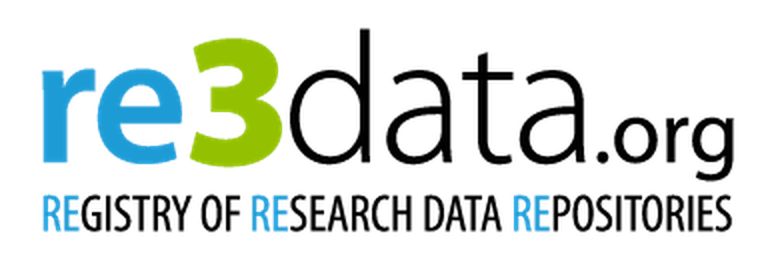 re3data.org
REGISTRY OF RESEARCH DATA REPOSITORIES